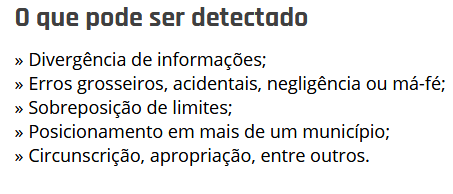 O que pode ser detectado
» Divergência de informações;
» Erros grosseiros, acidentais, negligência ou má-fé;
» Sobreposição de limites;
» Posicionamento em mais de um município;
» Circunscrição, apropriação, entre outros.